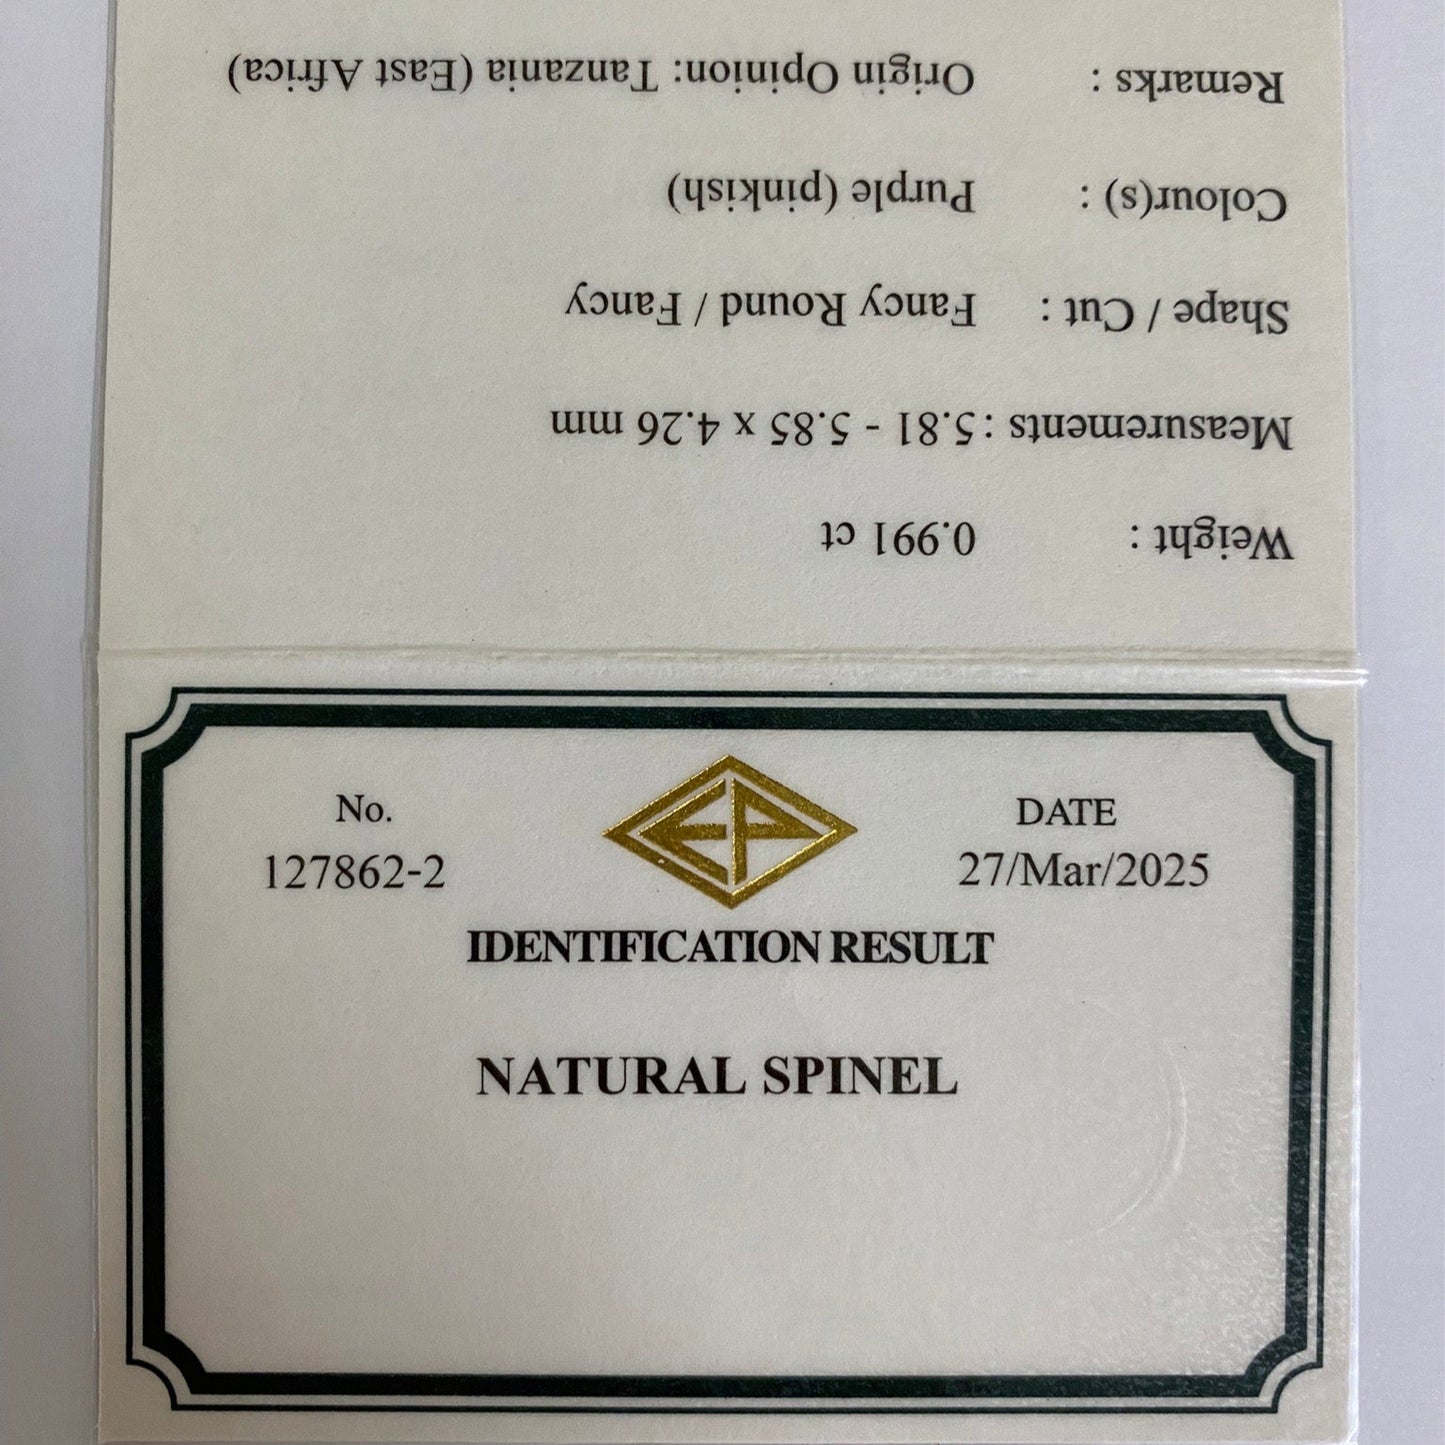 Weight : 0.991 ct
Measurements : 5.81 - 5.85 x 4.26 mm
Shape / Cut : Fancy Round / Fancy
Colour(s) : Purple (pinkish)
Remarks : Origin Opinion: Tanzania (East Africa)
No.
127862-2
EP
DATE
27/Mar/2025
IDENTIFICATION RESULT
NATURAL SPINEL